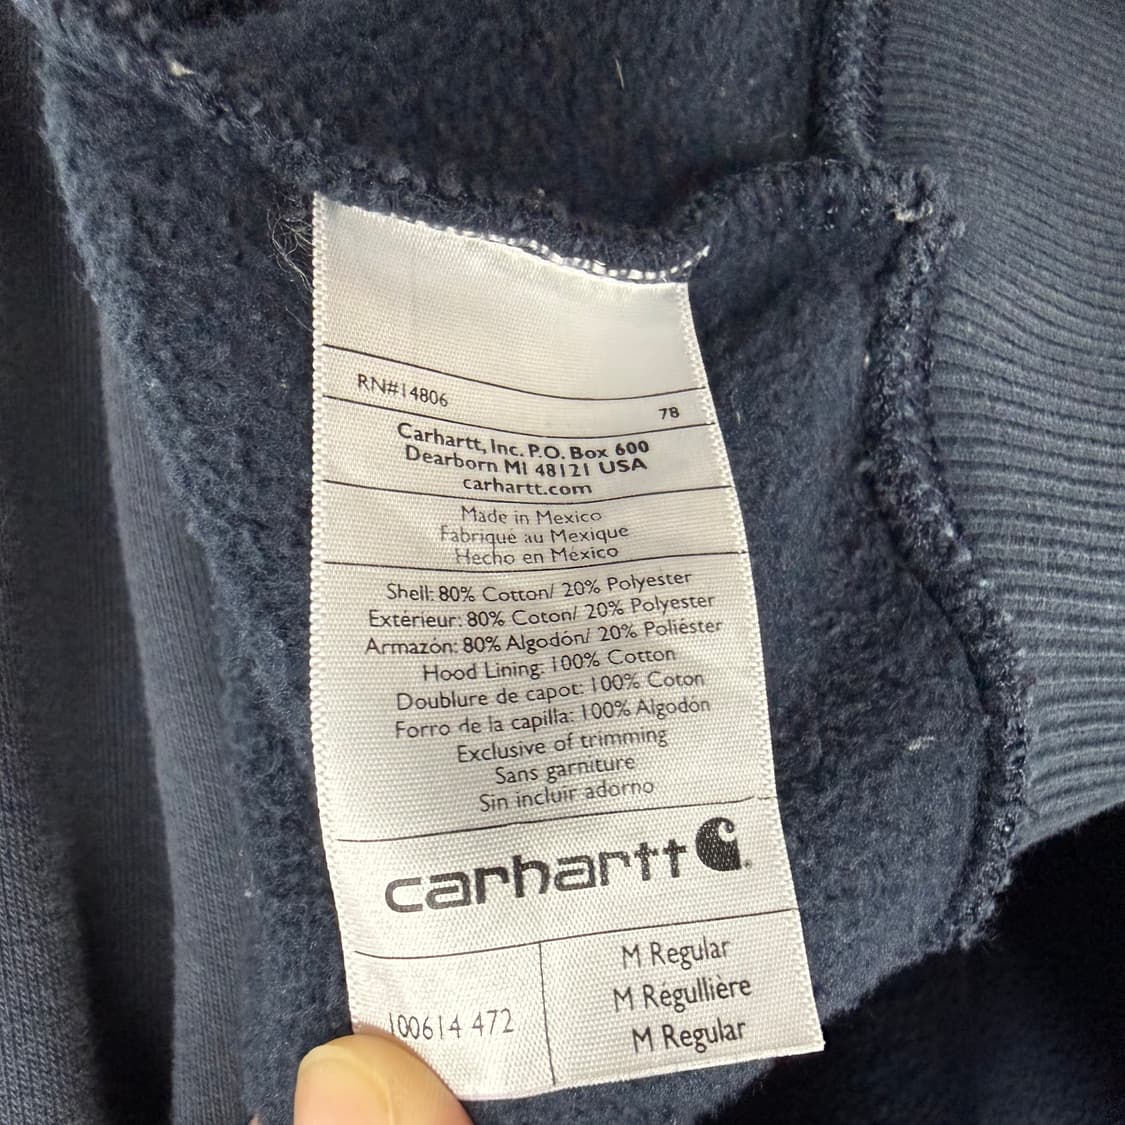 RN#14806
78
Carhartt, Inc. P.O. Box 600
Dearborn MI 48121 USA
carhartt.com
Made in Mexico
Fabriqué au Mexique
Hecho en México
Shell: 80% Cotton/ 20% Polyester
Extérieur: 80% Coton/ 20% Polyester
Armazón: 80% Algodón/ 20% Poliéster
Hood Lining: 100% Cotton
Doublure de capot: 100% Coton
Forro de la capilla: 100% Algodón
Exclusive of trimming
Sans garniture
Sin incluir adorno
carhartt
100614 472
M Regular
M Régullière
M Regular